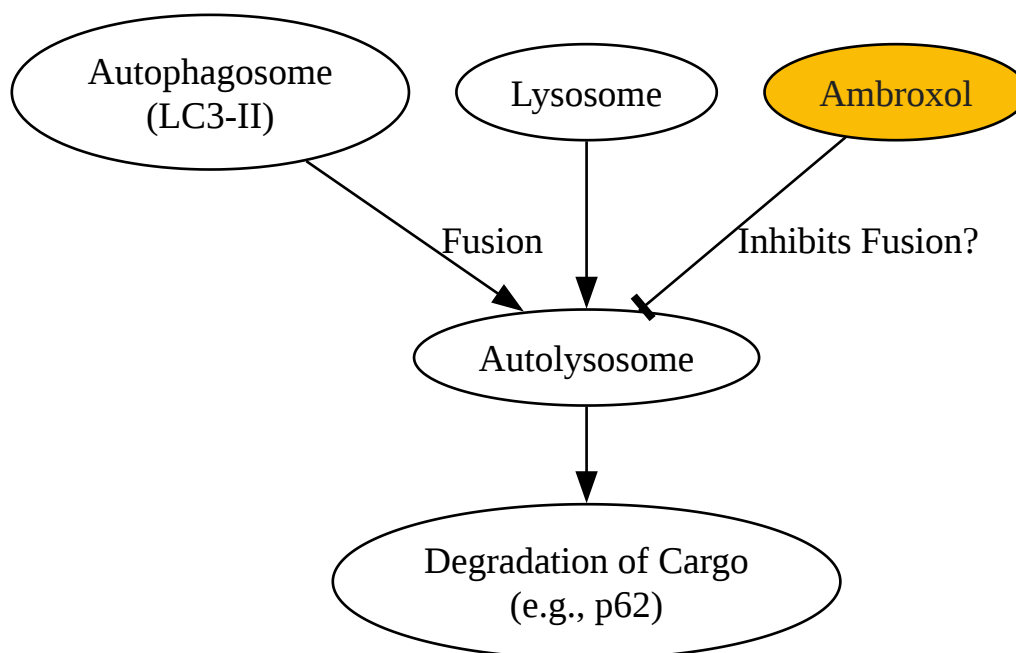 Autophagosome
(LC3-II)
Lysosome
Ambroxol
Fusion
Inhibits Fusion?
Autolysosome
Degradation of Cargo
(e.g., p62)